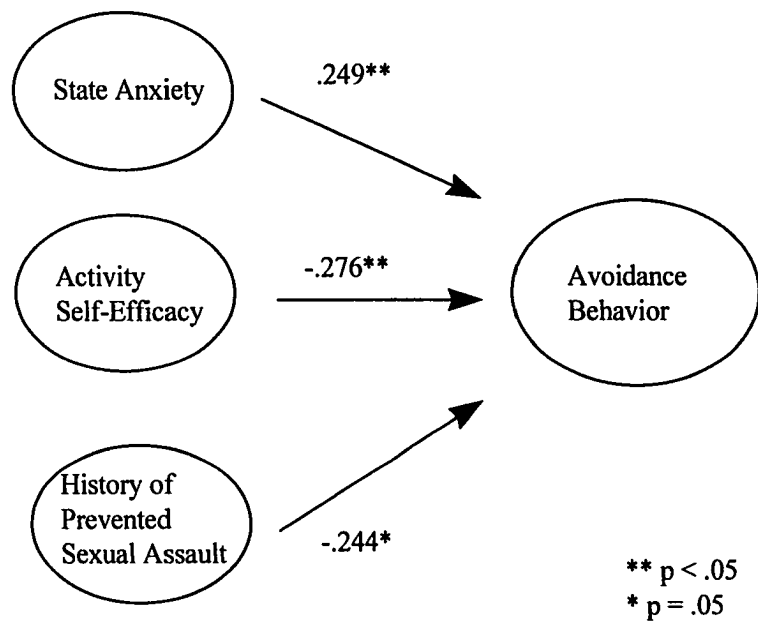 State Anxiety
.249**
Activity
Self-Efficacy
-.276**
Avoidance
Behavior
History of
Prevented
Sexual Assault
-.244*
** p < .05
* p = .05